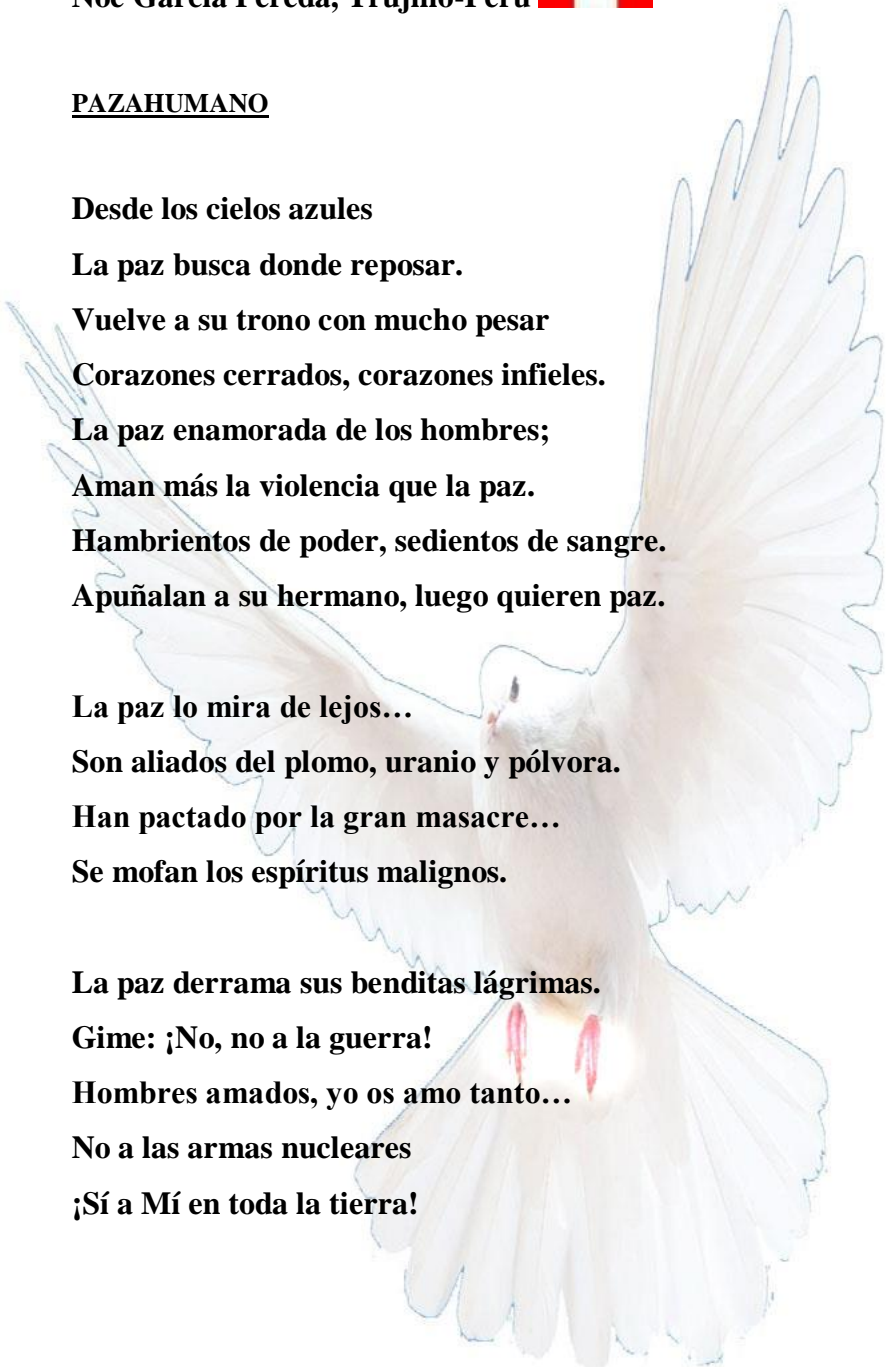 Noé García Pereda, Trujillo-Perú
PAZAHUMANO
Desde los cielos azules
La paz busca donde reposar.
Vuelve a su trono con mucho pesar
Corazones cerrados, corazones infieles.
La paz enamorada de los hombres;
Aman más la violencia que la paz.
Hambrientos de poder, sedientos de sangre.
Apuñalan a su hermano, luego quieren paz.
La paz lo mira de lejos…
Son aliados del plomo, uranio y pólvora.
Han pactado por la gran masacre…
Se mofan los espíritus malignos.
La paz derrama sus benditas lágrimas.
Gime: ¡No, no a la guerra!
Hombres amados, yo os amo tanto…
No a las armas nucleares
¡Sí a Mí en toda la tierra!